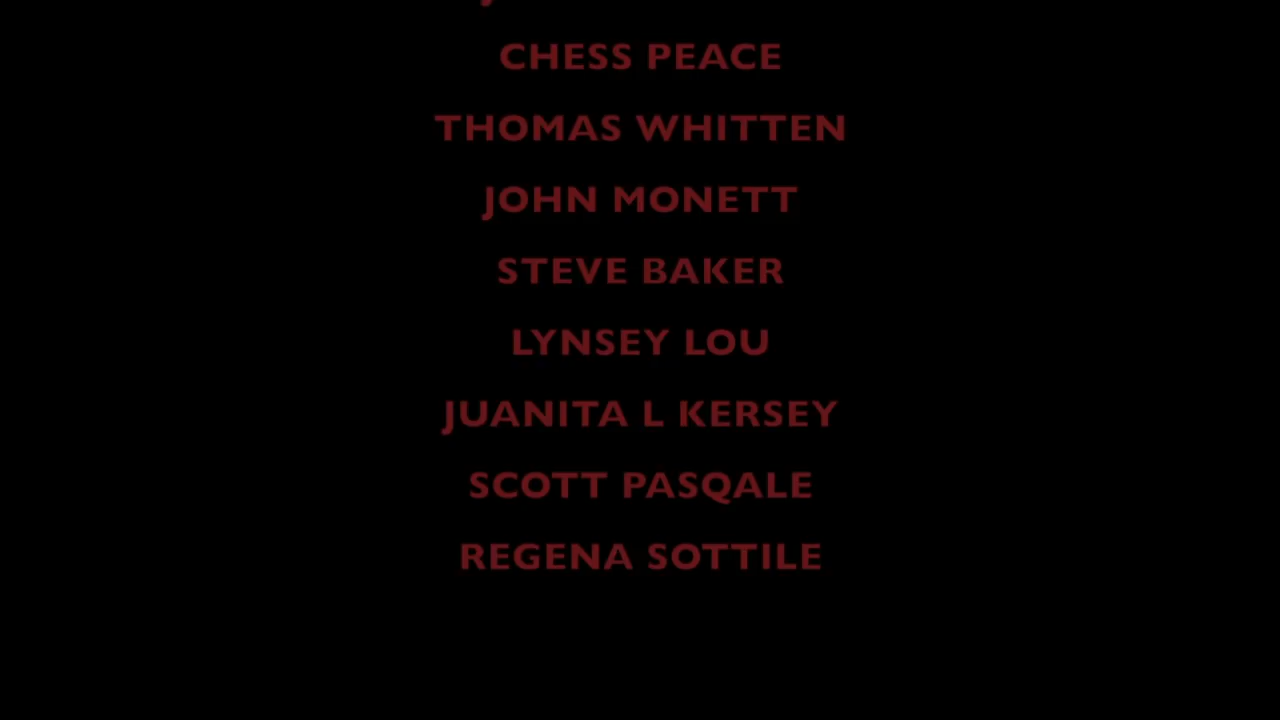 CHESS PEACE
THOMAS WHITTEN
JOHN MONETT
STEVE BAKER
LYNSEY LOU
JUANITA L KERSEY
SCOTT PASQALE
REGENA SOTTILE